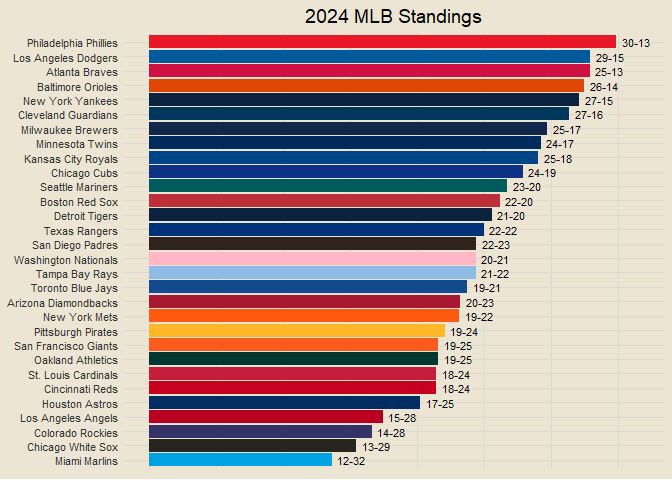 2024 MLB Standings
Philadelphia Phillies 30-13
Los Angeles Dodgers 29-15
Atlanta Braves 25-13
Baltimore Orioles 26-14
New York Yankees 27-15
Cleveland Guardians 27-16
Milwaukee Brewers 25-17
Minnesota Twins 24-17
Kansas City Royals 25-18
Chicago Cubs 24-19
Seattle Mariners 23-20
Boston Red Sox 22-20
Detroit Tigers 21-20
Texas Rangers 22-22
San Diego Padres 22-23
Washington Nationals 20-21
Tampa Bay Rays 21-22
Toronto Blue Jays 19-21
Arizona Diamondbacks 20-23
New York Mets 19-22
Pittsburgh Pirates 19-24
San Francisco Giants 19-25
Oakland Athletics 19-25
St. Louis Cardinals 18-24
Cincinnati Reds 18-24
Houston Astros 17-25
Los Angeles Angels 15-28
Colorado Rockies 14-28
Chicago White Sox 13-29
Miami Marlins 12-32